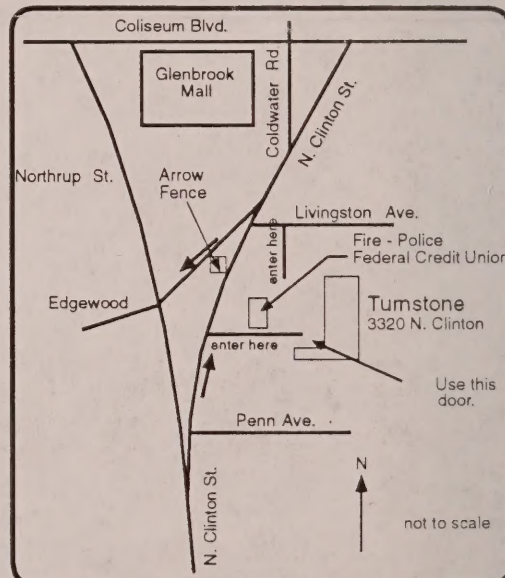 Coliseum Blvd.
Glenbrook
Mall
Coldwater Rd
N. Clinton St.
Northrup St.
Arrow
Fence
Livingston Ave.
enter here
Fire - Police
Federal Credit Union
Edgewood
Turnstone
3320 N. Clinton
enter here
Use this
door.
Penn Ave.
N
N. Clinton St.
not to scale